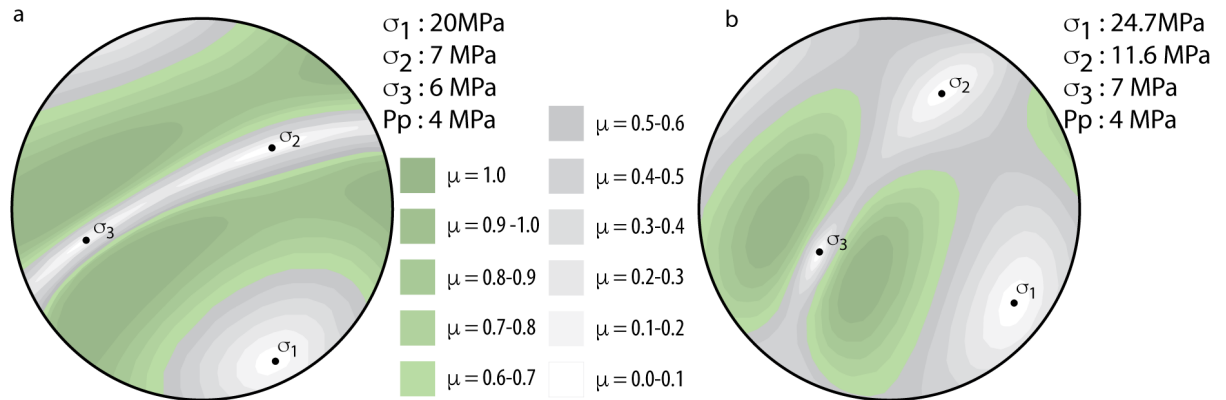 a
σ1 : 20MPa
σ2 : 7 MPa
σ3 : 6 MPa
Pp : 4 MPa
σ2
σ3
σ1
μ = 1.0
μ = 0.9 -1.0
μ = 0.8-0.9
μ = 0.7-0.8
μ = 0.6-0.7
μ = 0.5-0.6
μ = 0.4-0.5
μ = 0.3-0.4
μ = 0.2-0.3
μ = 0.1-0.2
μ = 0.0-0.1
b
σ1 : 24.7MPa
σ2 : 11.6 MPa
σ3 : 7 MPa
Pp : 4 MPa
σ2
σ3
σ1